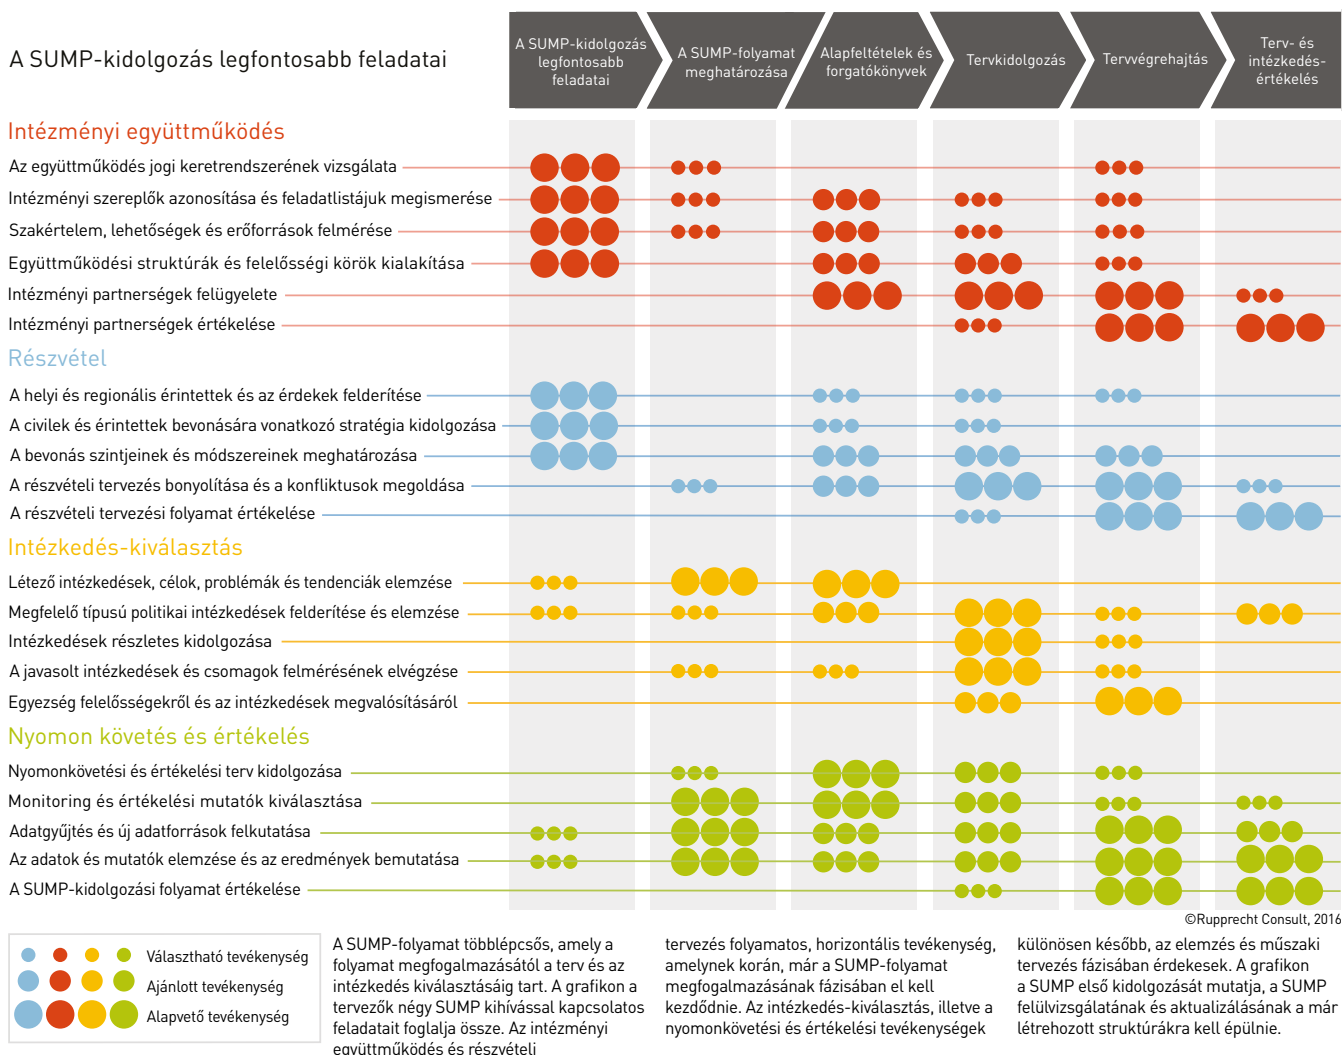 A SUMP-kidolgozás legfontosabb feladatai
A SUMP-kidolgozás
legfontosabb
feladatai
A SUMP-folyamat
meghatározása
Alapfeltételek és
forgatókönyvek
Tervkidolgozás
Tervvégrehajtás
Terv- és
intézkedés-
értékelés
Intézményi együttműködés
Az együttműködés jogi keretrendszerének vizsgálata
Intézményi szereplők azonosítása és feladatlistájuk megismerése
Szakértelem, lehetőségek és erőforrások felmérése
Együttműködési struktúrák és felelősségi körök kialakítása
Intézményi partnerségek felügyelete
Intézményi partnerségek értékelése
Részvétel
A helyi és regionális érintettek és az érdekek felderítése
A civilek és érintettek bevonására vonatkozó stratégia kidolgozása
A bevonás szintjeinek és módszereinek meghatározása
A részvételi tervezés bonyolítása és a konfliktusok megoldása
A részvételi tervezési folyamat értékelése
Intézkedés-kiválasztás
Létező intézkedések, célok, problémák és tendenciák elemzése
Megfelelő típusú politikai intézkedések felderítése és elemzése
Intézkedések részletes kidolgozása
A javasolt intézkedések és csomagok felmérésének elvégzése
Egyezség felelősségekről és az intézkedések megvalósításáról
Nyomon követés és értékelés
Nyomonkövetési és értékelési terv kidolgozása
Monitoring és értékelési mutatók kiválasztása
Adatgyűjtés és új adatforrások felkutatása
Az adatok és mutatók elemzése és az eredmények bemutatása
A SUMP-kidolgozási folyamat értékelése
©Rupprecht Consult, 2016
Választható tevékenység
Ajánlott tevékenység
Alapvető tevékenység
A SUMP-folyamat többlépcsős, amely a
folyamat megfogalmazásától a terv és az
intézkedés kiválasztásáig tart. A grafikon a
tervezők négy SUMP kihívással kapcsolatos
feladatait foglalja össze. Az intézményi
együttműködés és részvételi
tervezés folyamatos, horizontális tevékenység,
amelynek korán, már a SUMP-folyamat
megfogalmazásának fázisában el kell
kezdődnie. Az intézkedés-kiválasztás, illetve a
nyomonkövetési és értékelési tevékenységek
különösen később, az elemzés és műszaki
tervezés fázisában érdekesek. A grafikon
a SUMP első kidolgozását mutatja, a SUMP
felülvizsgálatának és aktualizálásának a már
létrehozott struktúrákra kell épülnie.